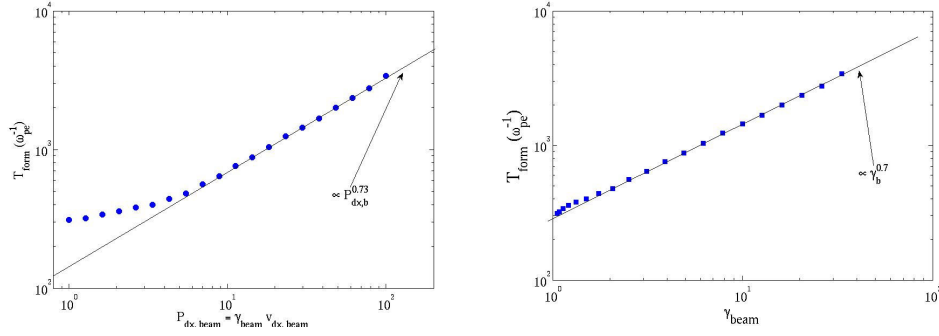 10^4
10^3
10^2
T_form (ω_pe^-1)
∝ P_dx,b^0.73
10^0 10^1 10^2
P_dx, beam = γ_beam v_dx, beam
10^4
10^3
10^2
T_form (ω_pe^-1)
∝ γ_b^0.7
10^0 10^1
γ_beam